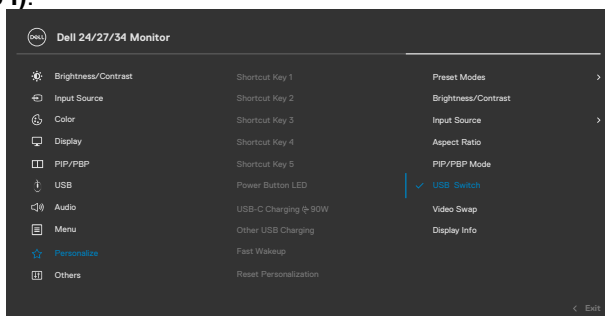 DELL Dell 24/27/34 Monitor
Brightness/Contrast Shortcut Key 1 Preset Modes >
Input Source Shortcut Key 2 Brightness/Contrast
Color Shortcut Key 3 Input Source >
Display Shortcut Key 4 Aspect Ratio
PIP/PBP Shortcut Key 5 PIP/PBP Mode
USB Power Button LED ✓ USB Switch
Audio USB-C Charging 90W Video Swap
Menu Other USB Charging Display Info
Personalize Fast Wakeup
Others Reset Personalization
< Exit